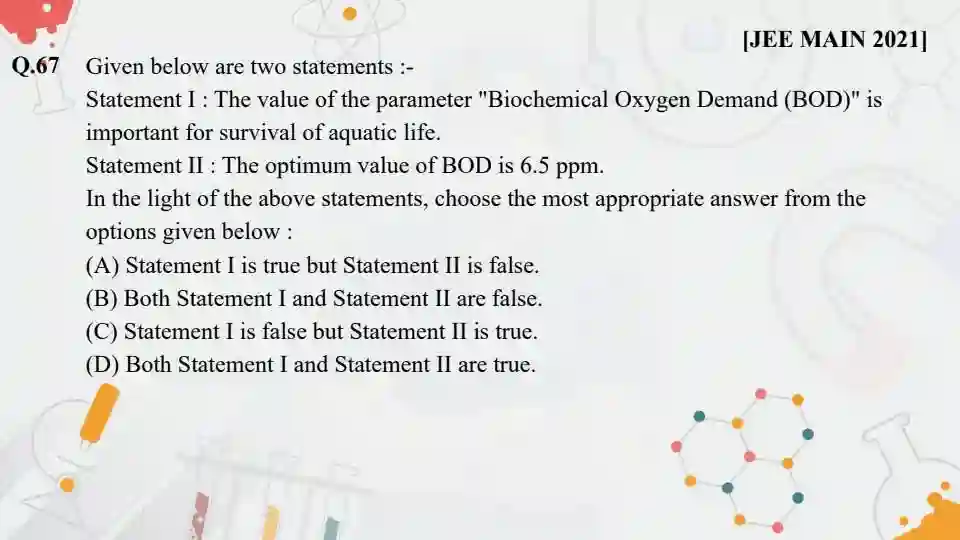 [JEE MAIN 2021]
Q.67 Given below are two statements :-
Statement I : The value of the parameter "Biochemical Oxygen Demand (BOD)" is
important for survival of aquatic life.
Statement II : The optimum value of BOD is 6.5 ppm.
In the light of the above statements, choose the most appropriate answer from the
options given below :
(A) Statement I is true but Statement II is false.
(B) Both Statement I and Statement II are false.
(C) Statement I is false but Statement II is true.
(D) Both Statement I and Statement II are true.